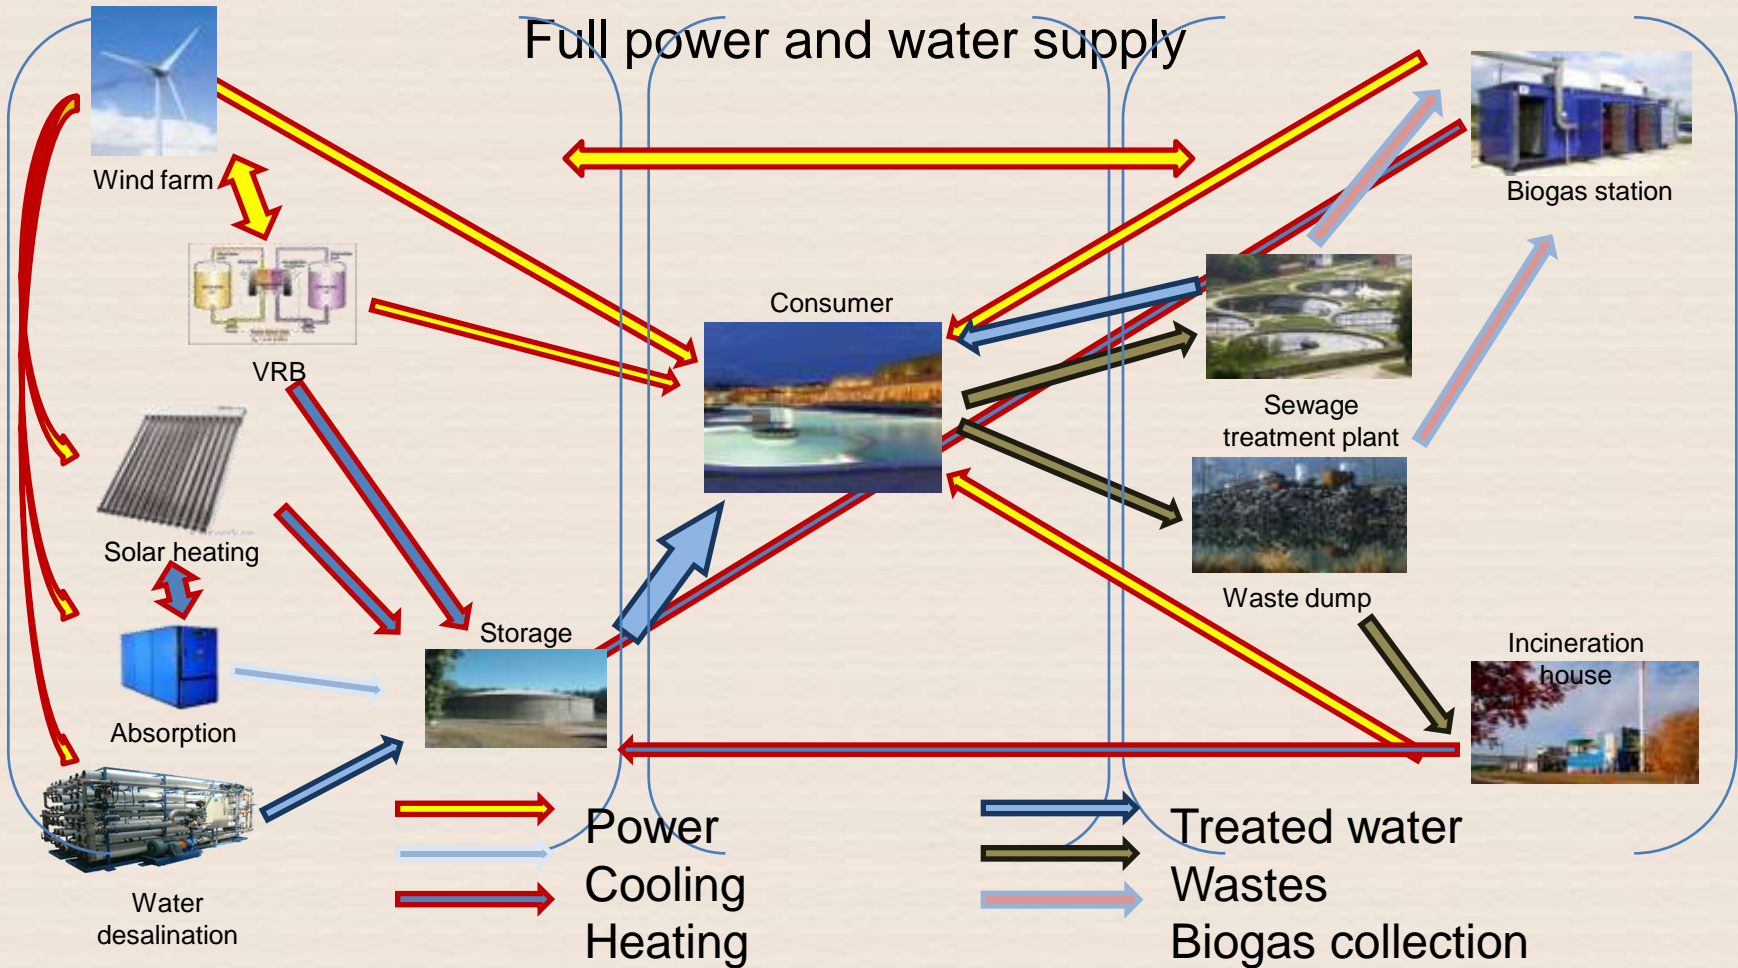 Full power and water supply
Wind farm
Biogas station
Consumer
VRB
Sewage
treatment plant
Solar heating
Waste dump
Storage
Incineration
house
Absorption
Water
desalination
Power
Cooling
Heating
Treated water
Wastes
Biogas collection